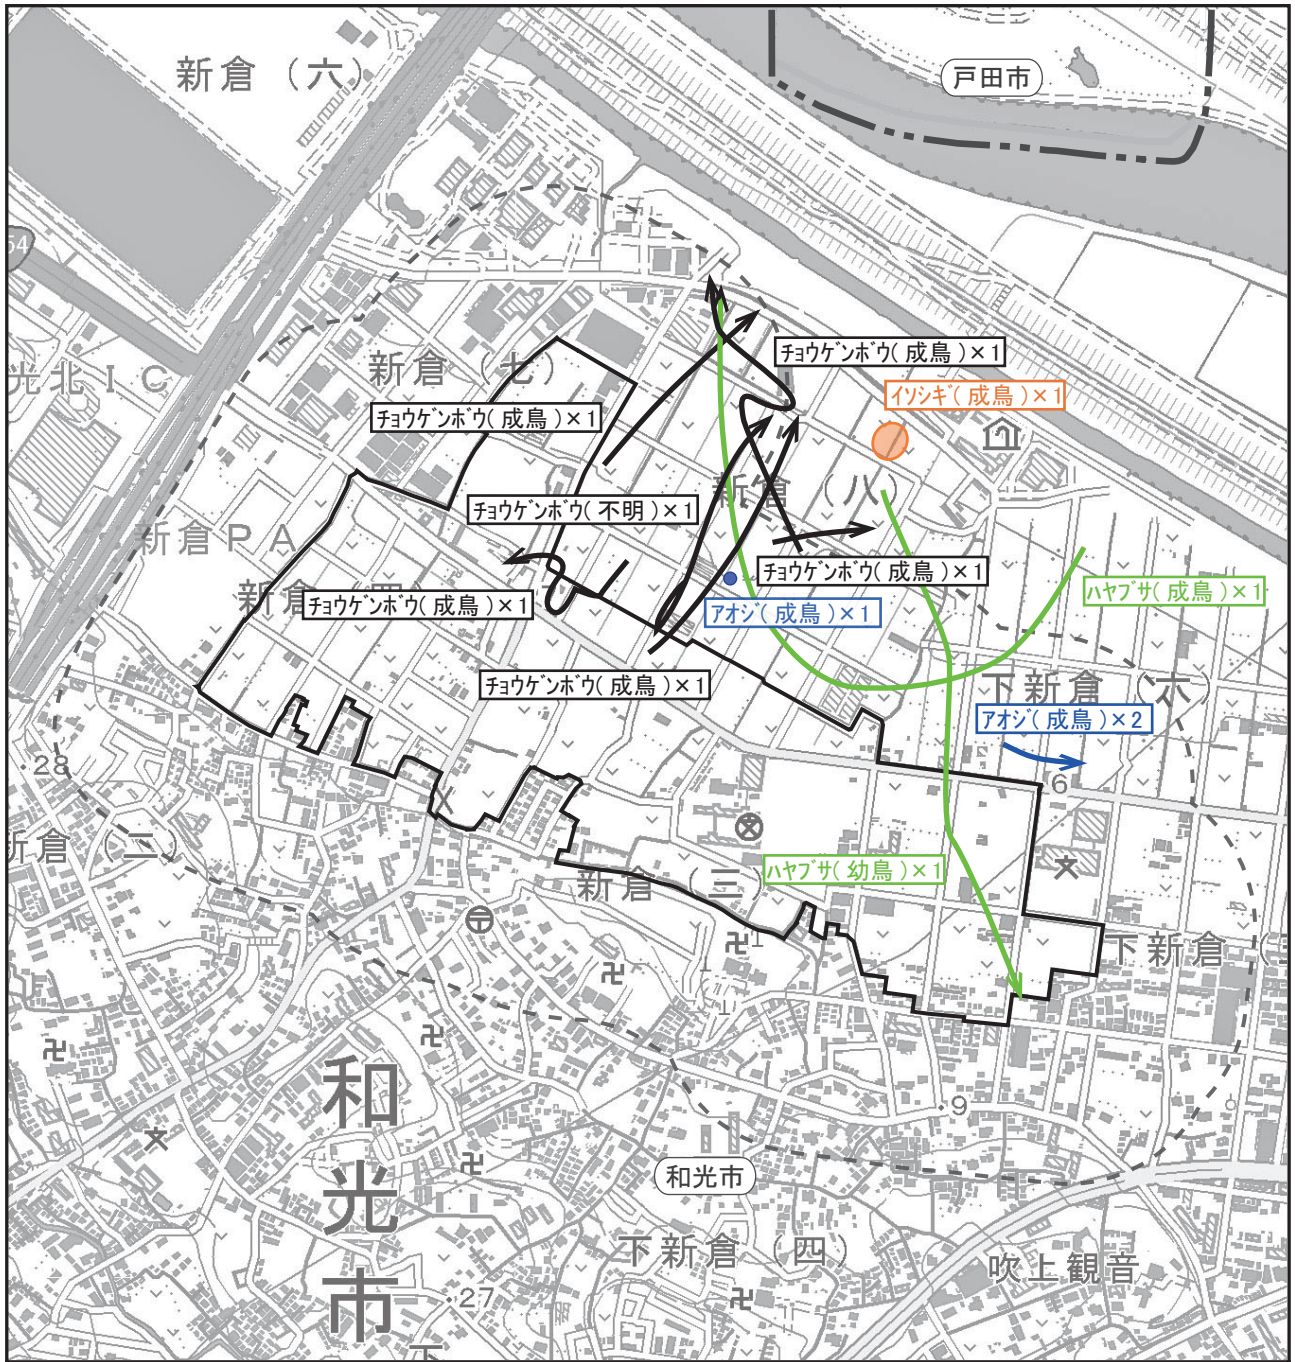 新倉（六）
戸田市
54
光北ＩＣ
新倉（七）
ﾁｮｳｹﾞﾝﾎﾞｳ(成鳥)×1
ｲｿｼｷﾞ(成鳥)×1
ﾁｮｳｹﾞﾝﾎﾞｳ(成鳥)×1
新倉（八）
ﾁｮｳｹﾞﾝﾎﾞｳ(不明)×1
新倉ＰＡ
ﾁｮｳｹﾞﾝﾎﾞｳ(成鳥)×1
ﾊﾔﾌﾞｻ(成鳥)×1
ﾁｮｳｹﾞﾝﾎﾞｳ(成鳥)×1
ｱｵｼﾞ(成鳥)×1
ﾁｮｳｹﾞﾝﾎﾞｳ(成鳥)×1
下新倉（六）
ｱｵｼﾞ(成鳥)×2
28
6
新倉（二）
ﾊﾔﾌﾞｻ(幼鳥)×1
新倉（三）
下新倉（
和光市
9
和光市
下新倉（四）
吹上観音
27
下